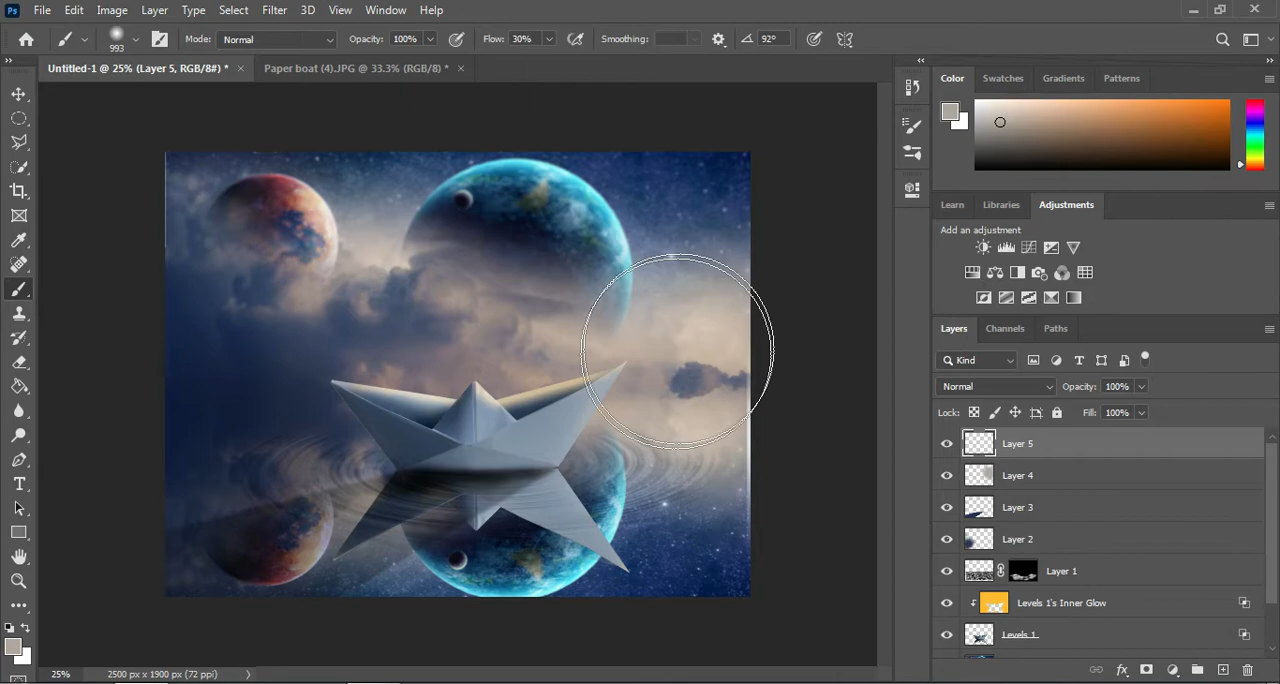 Ps File Edit Image Layer Type Select Filter 3D View Window Help
993 Mode: Normal Opacity: 100% Flow: 30% Smoothing: 92°
Untitled-1 @ 25% (Layer 5, RGB/8#) * × Paper boat (4).JPG @ 33.3% (RGB/8) * ×
Color Swatches Gradients Patterns
Learn Libraries Adjustments
Add an adjustment
Layers Channels Paths
Kind
Normal Opacity: 100%
Lock: Fill: 100%
Layer 5
Layer 4
Layer 3
Layer 2
Layer 1
Levels 1's Inner Glow
Levels 1
25% 2500 px x 1900 px (72 ppi)